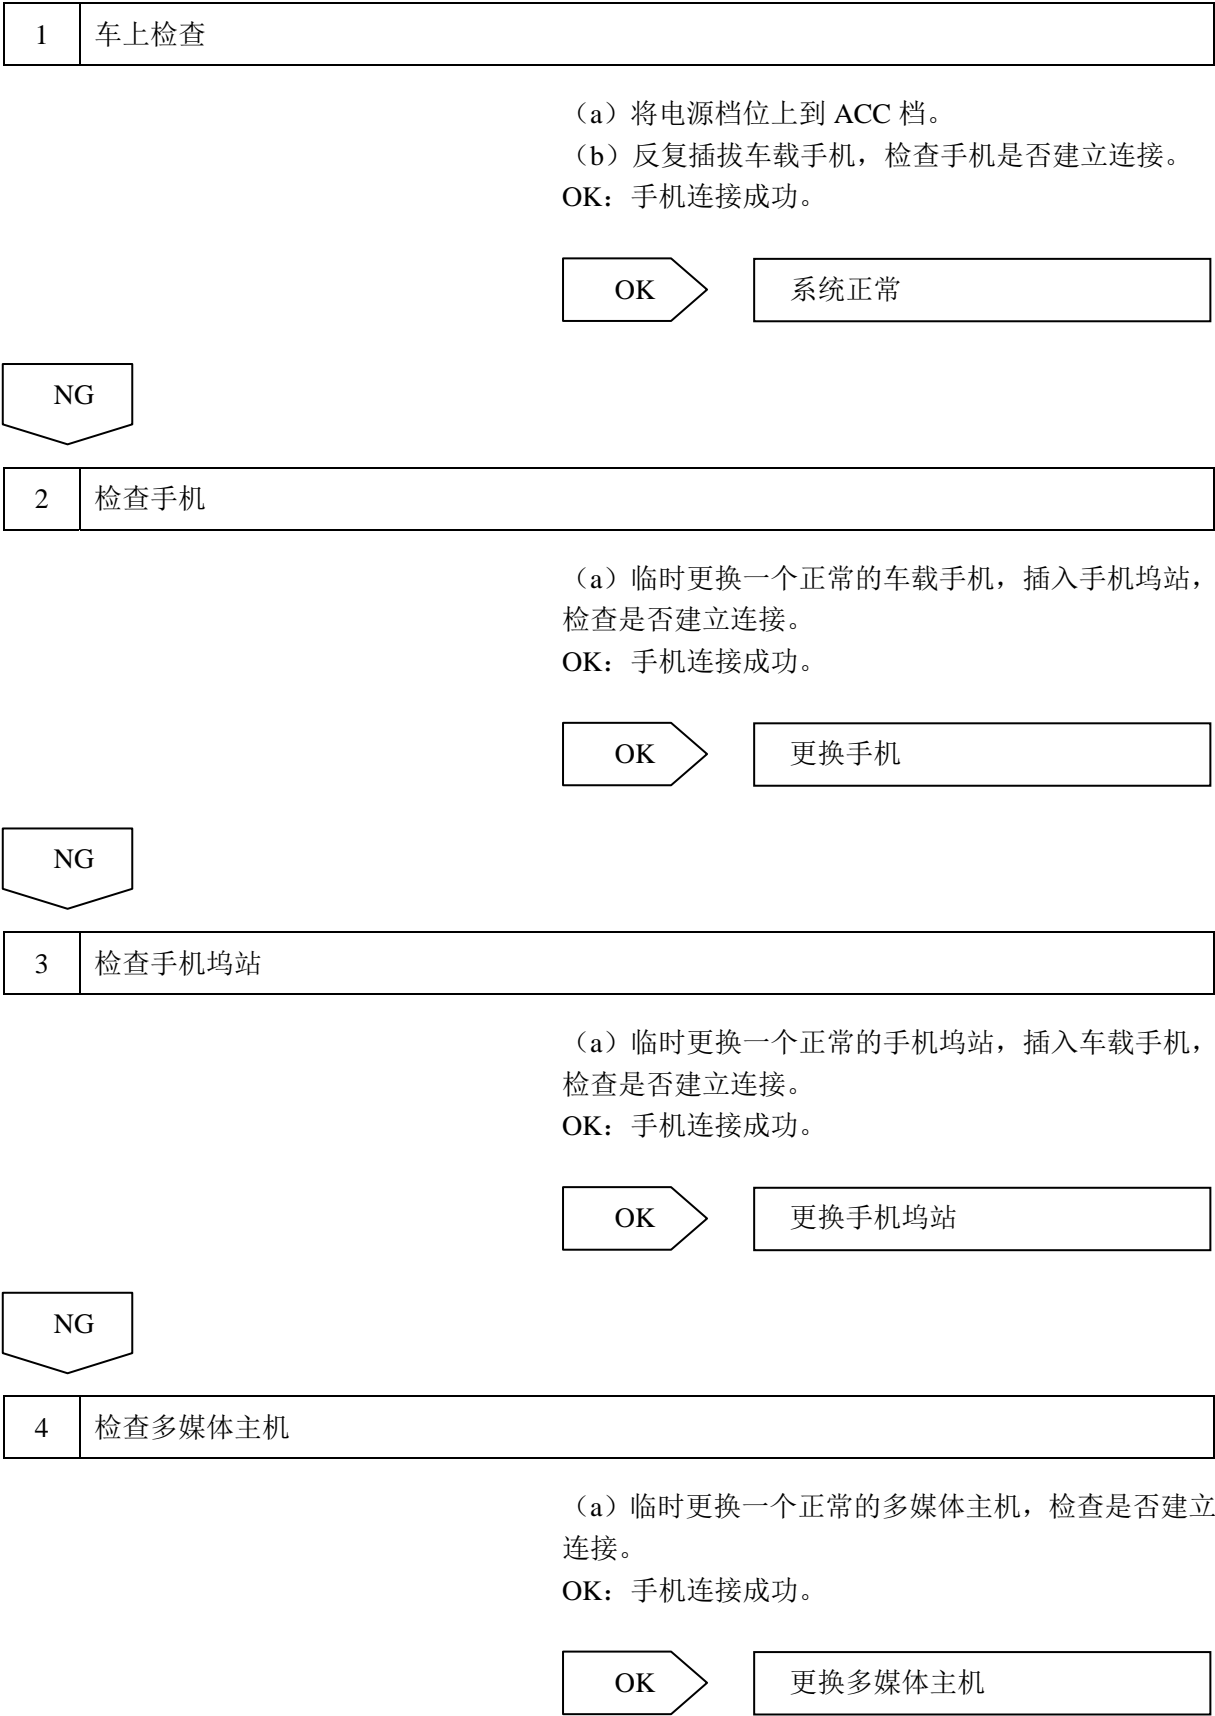 1 车上检查
（a）将电源档位上到 ACC 档。
（b）反复插拔车载手机，检查手机是否建立连接。
OK：手机连接成功。
OK 系统正常
NG
2 检查手机
（a）临时更换一个正常的车载手机，插入手机坞站，
检查是否建立连接。
OK：手机连接成功。
OK 更换手机
NG
3 检查手机坞站
（a）临时更换一个正常的手机坞站，插入车载手机，
检查是否建立连接。
OK：手机连接成功。
OK 更换手机坞站
NG
4 检查多媒体主机
（a）临时更换一个正常的多媒体主机，检查是否建立
连接。
OK：手机连接成功。
OK 更换多媒体主机